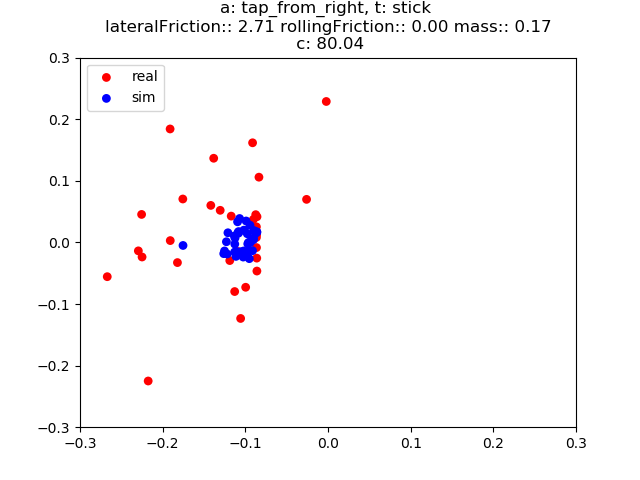 a: tap_from_right, t: stick
lateralFriction:: 2.71 rollingFriction:: 0.00 mass:: 0.17
c: 80.04
real
sim
0.3
0.2
0.1
0.0
−0.1
−0.2
−0.3
−0.3
−0.2
−0.1
0.0
0.1
0.2
0.3